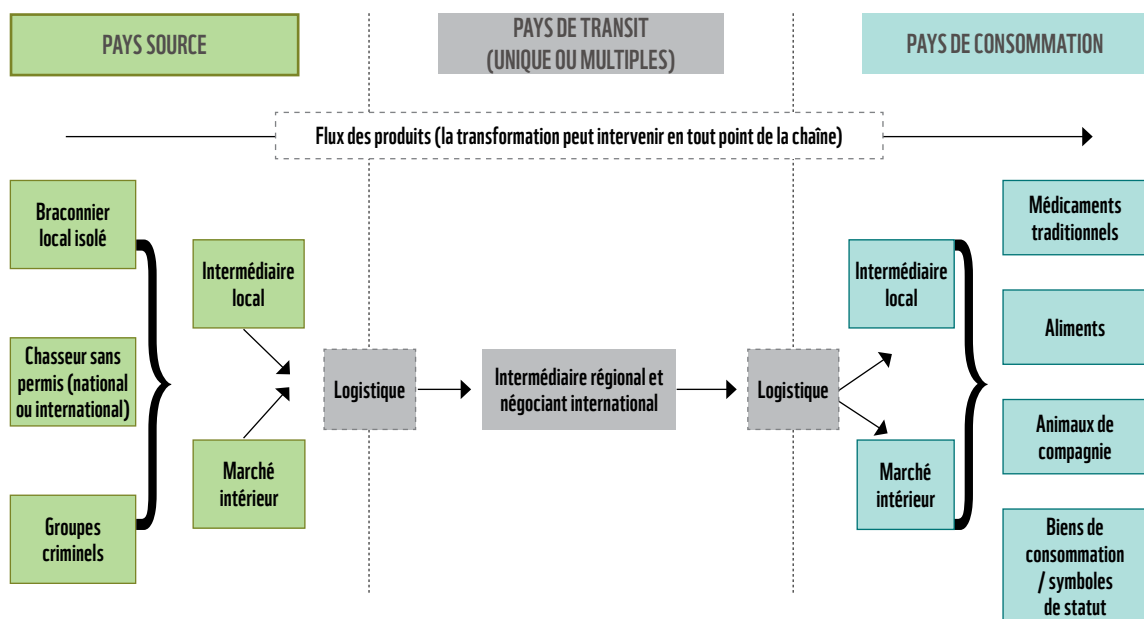 PAYS SOURCE
PAYS DE TRANSIT
(UNIQUE OU MULTIPLES)
PAYS DE CONSOMMATION
Flux des produits (la transformation peut intervenir en tout point de la chaîne)
Braconnier
local isolé
Chasseur sans
permis (national
ou international)
Groupes
criminels
Intermédiaire
local
Marché
intérieur
Logistique
Intermédiaire régional et
négociant international
Logistique
Intermédiaire
local
Marché
intérieur
Médicaments
traditionnels
Aliments
Animaux de
compagnie
Biens de
consommation
/ symboles
de statut